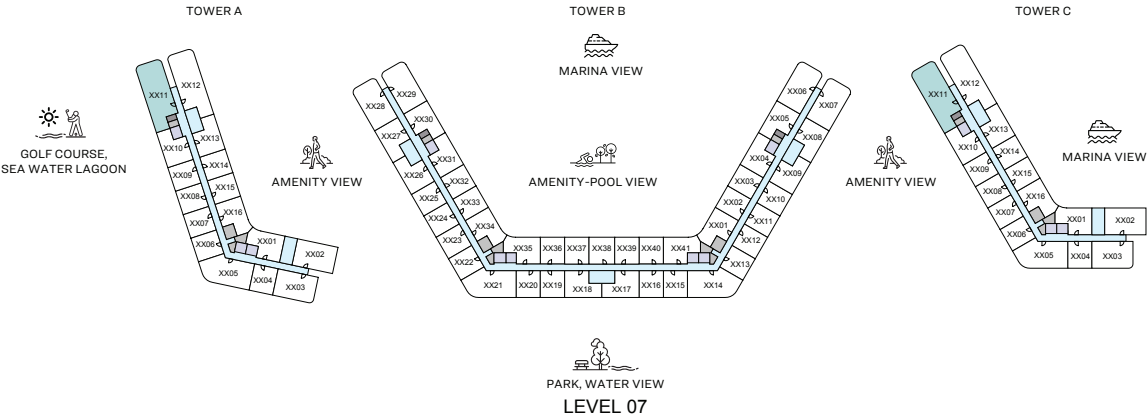 TOWER A
TOWER B
TOWER C
MARINA VIEW
GOLF COURSE,
SEA WATER LAGOON
AMENITY VIEW
AMENITY-POOL VIEW
AMENITY VIEW
MARINA VIEW
XX11
XX12
XX10
XX13
XX09
XX14
XX08
XX15
XX07
XX16
XX06
XX01
XX02
XX05
XX04
XX03
XX28
XX29
XX27
XX30
XX26
XX31
XX25
XX32
XX24
XX33
XX23
XX34
XX22
XX35
XX36
XX37
XX38
XX39
XX40
XX41
XX21
XX20
XX19
XX18
XX17
XX16
XX15
XX14
XX06
XX07
XX05
XX08
XX04
XX09
XX03
XX10
XX02
XX11
XX01
XX12
XX13
XX11
XX12
XX10
XX13
XX09
XX14
XX08
XX15
XX07
XX16
XX06
XX01
XX02
XX05
XX04
XX03
PARK, WATER VIEW
LEVEL 07